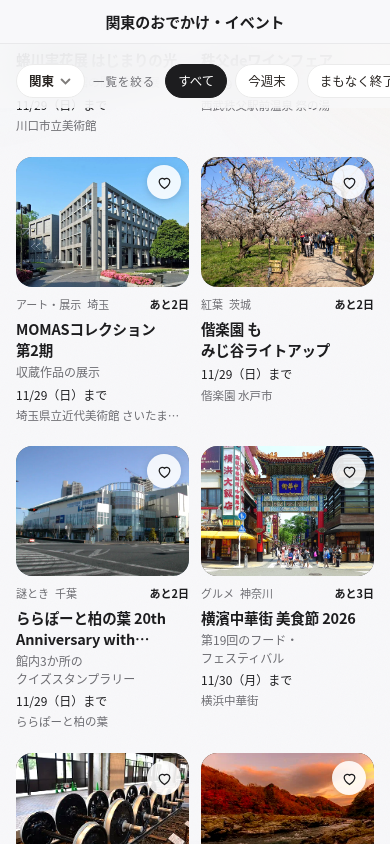 関東のおでかけ・イベント
関東
一覧を絞る
すべて
今週末
まもなく終了
川口市立美術館
アート・展示 埼玉
あと2日
MOMASコレクション
第2期
収蔵作品の展示
11/29（日）まで
埼玉県立近代美術館 さいたま…
紅葉 茨城
あと2日
偕楽園 も
みじ谷ライトアップ
11/29（日）まで
偕楽園 水戸市
謎とき 千葉
あと2日
ららぽーと柏の葉 20th
Anniversary with…
館内3か所の
クイズスタンプラリー
11/29（日）まで
ららぽーと柏の葉
横浜大飯店
中華街
グルメ 神奈川
あと3日
横濱中華街 美食節 2026
第19回のフード・
フェスティバル
11/30（月）まで
横浜中華街